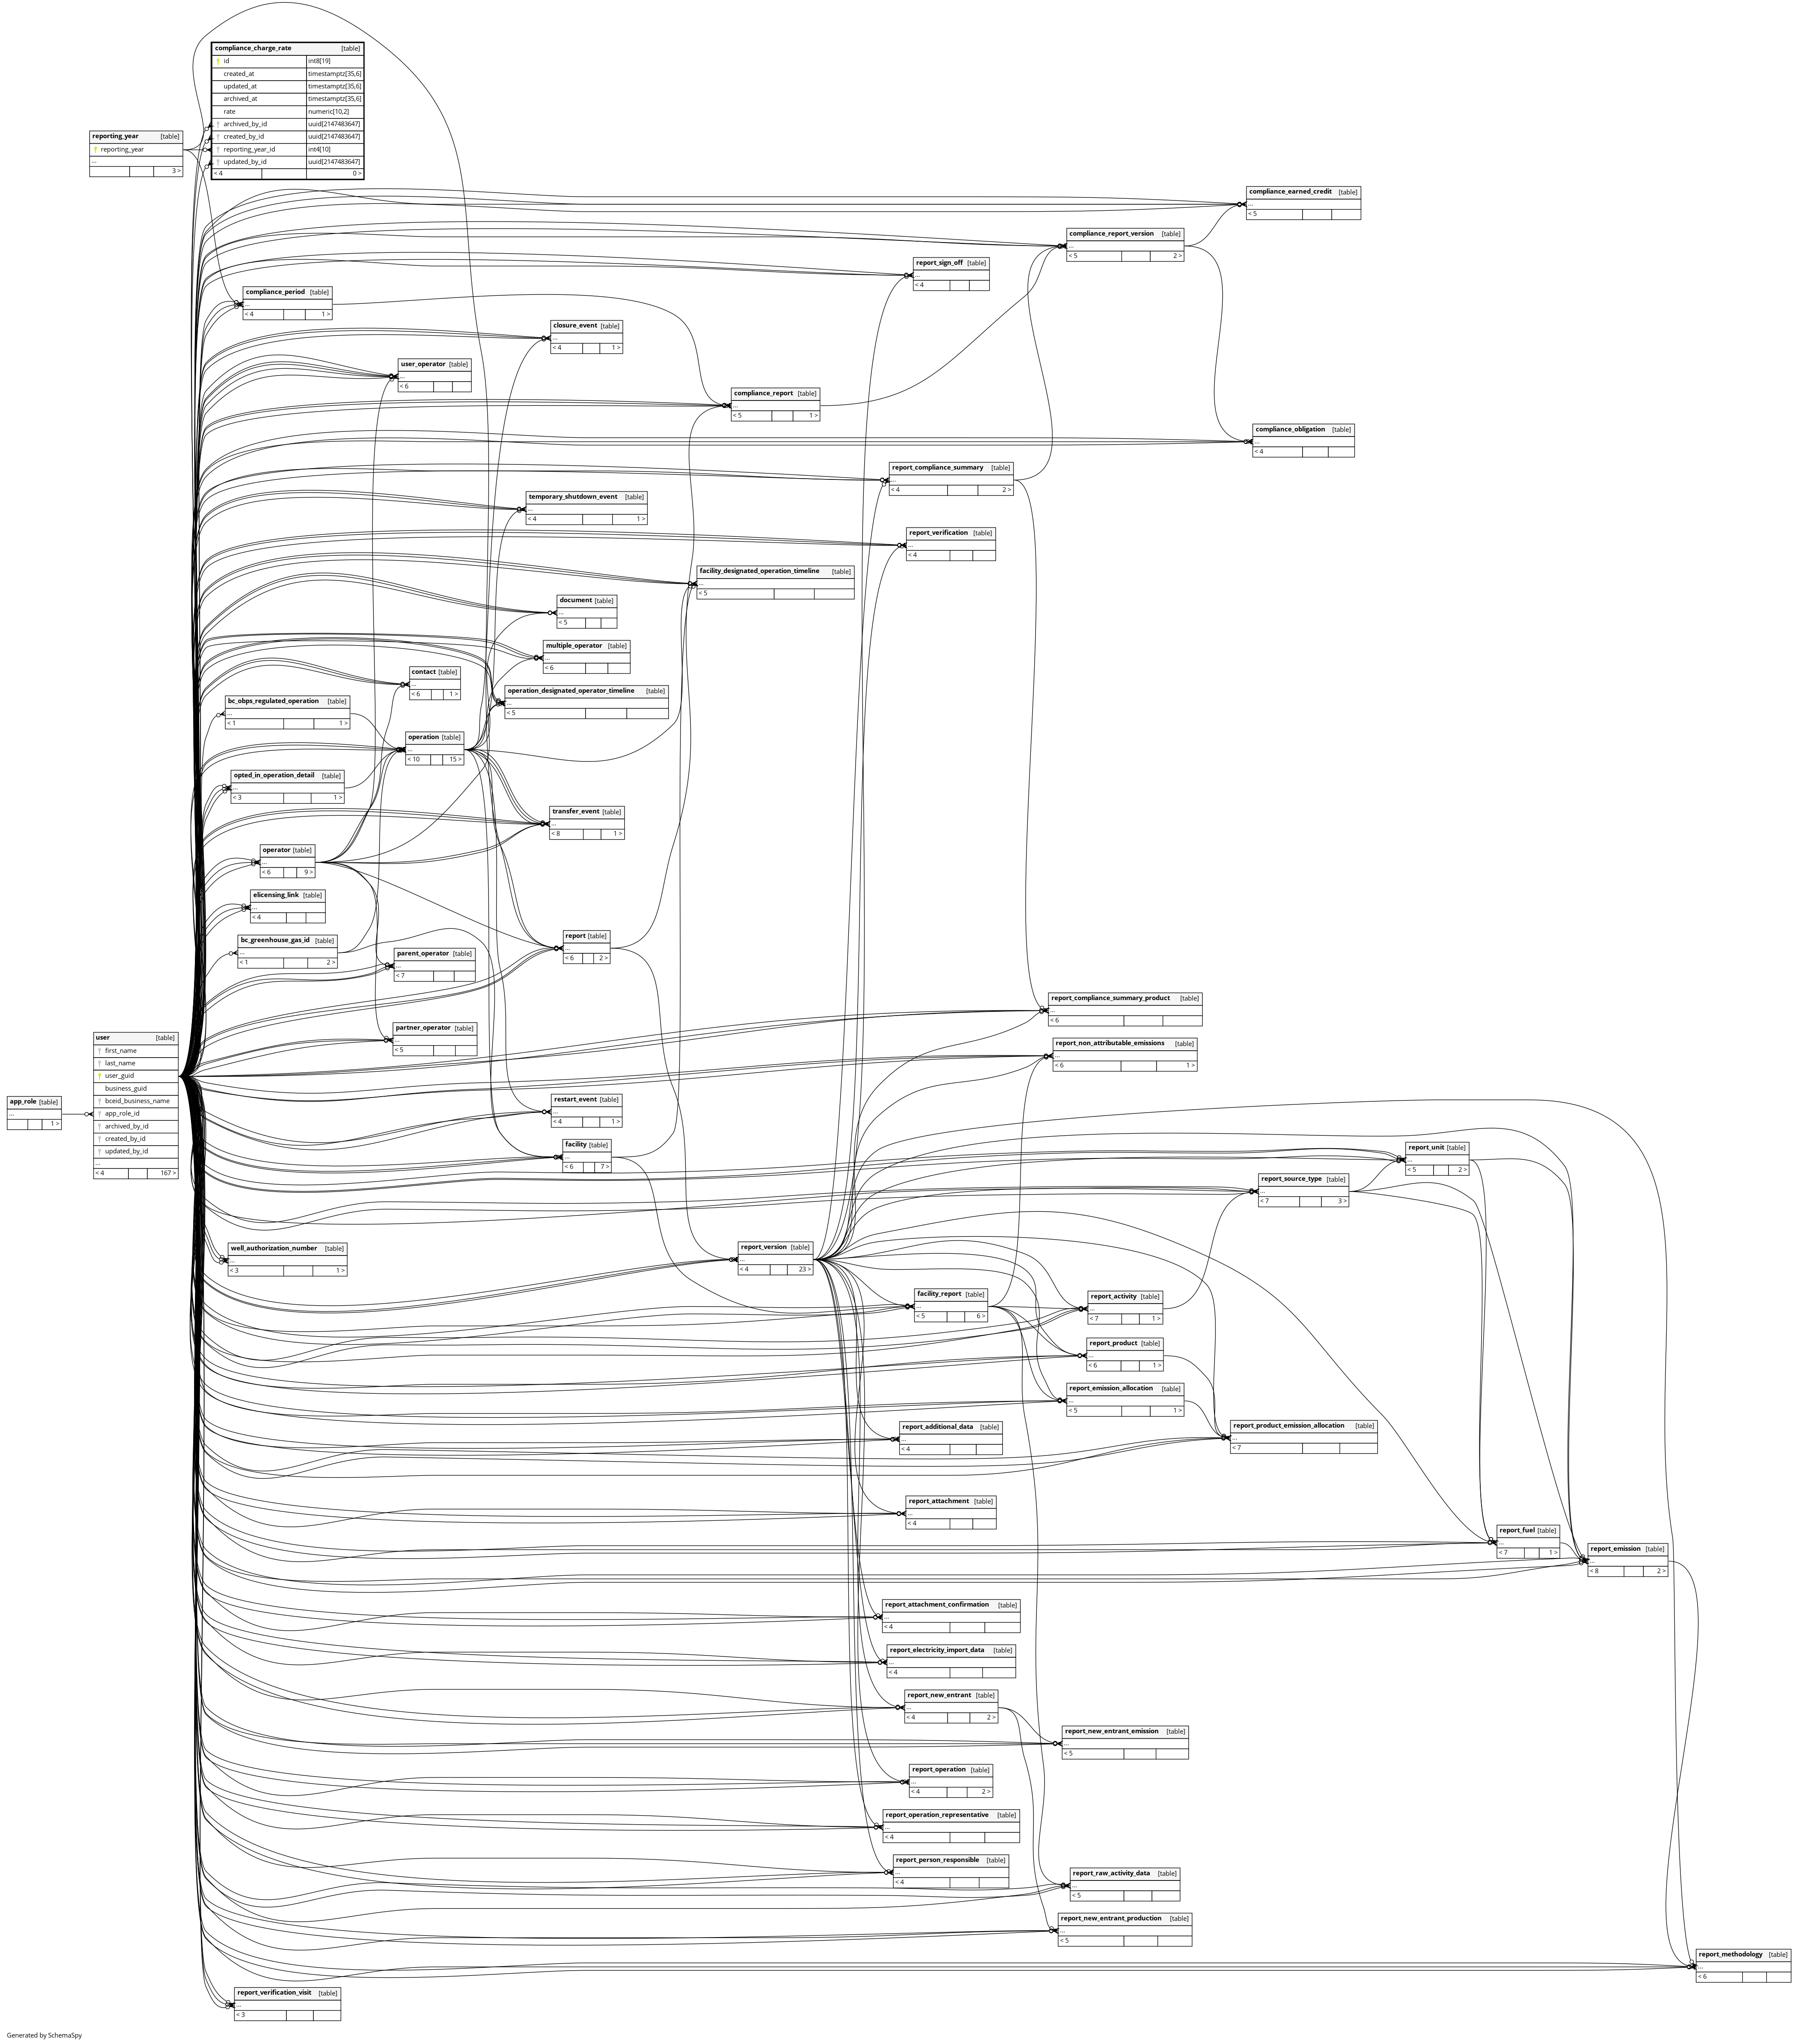 compliance_charge_rate [table]
id int8[19]
created_at timestamptz[35,6]
updated_at timestamptz[35,6]
archived_at timestamptz[35,6]
rate numeric[10,2]
archived_by_id uuid[2147483647]
created_by_id uuid[2147483647]
reporting_year_id int4[10]
updated_by_id uuid[2147483647]
< 4 0 >
reporting_year [table]
reporting_year
...
3 >
compliance_earned_credit [table]
...
< 5
compliance_report_version [table]
...
< 5 2 >
report_sign_off [table]
...
< 4
compliance_period [table]
...
< 4 1 >
closure_event [table]
...
< 4 1 >
user_operator [table]
...
< 6
compliance_report [table]
...
< 5 1 >
compliance_obligation [table]
...
< 4
report_compliance_summary [table]
...
< 4 2 >
temporary_shutdown_event [table]
...
< 4 1 >
report_verification [table]
...
< 4
facility_designated_operation_timeline [table]
...
< 5
document [table]
...
< 5
multiple_operator [table]
...
< 6
contact [table]
...
< 6 1 >
operation_designated_operator_timeline [table]
...
< 5
bc_obps_regulated_operation [table]
...
< 1 1 >
operation [table]
...
< 10 15 >
opted_in_operation_detail [table]
...
< 3 1 >
transfer_event [table]
...
< 8 1 >
operator [table]
...
< 6 9 >
elicensing_link [table]
...
< 4
report [table]
...
< 6 2 >
bc_greenhouse_gas_id [table]
...
< 1 2 >
parent_operator [table]
...
< 7
report_compliance_summary_product [table]
...
< 6
partner_operator [table]
...
< 5
user [table]
first_name
last_name
user_guid
business_guid
bceid_business_name
app_role_id
archived_by_id
created_by_id
updated_by_id
...
< 4 167 >
report_non_attributable_emissions [table]
...
< 6 1 >
app_role [table]
...
1 >
restart_event [table]
...
< 4 1 >
facility [table]
...
< 6 7 >
report_unit [table]
...
< 5 2 >
report_source_type [table]
...
< 7 3 >
well_authorization_number [table]
...
< 3 1 >
report_version [table]
...
< 4 23 >
facility_report [table]
...
< 5 6 >
report_activity [table]
...
< 7 1 >
report_product [table]
...
< 6 1 >
report_emission_allocation [table]
...
< 5 1 >
report_additional_data [table]
...
< 4
report_product_emission_allocation [table]
...
< 7
report_attachment [table]
...
< 4
report_fuel [table]
...
< 7 1 >
report_emission [table]
...
< 8 2 >
report_attachment_confirmation [table]
...
< 4
report_electricity_import_data [table]
...
< 4
report_new_entrant [table]
...
< 4 2 >
report_new_entrant_emission [table]
...
< 5
report_operation [table]
...
< 4 2 >
report_operation_representative [table]
...
< 4
report_person_responsible [table]
...
< 4
report_raw_activity_data [table]
...
< 5
report_new_entrant_production [table]
...
< 5
report_methodology [table]
...
< 6
report_verification_visit [table]
...
< 3
Generated by SchemaSpy